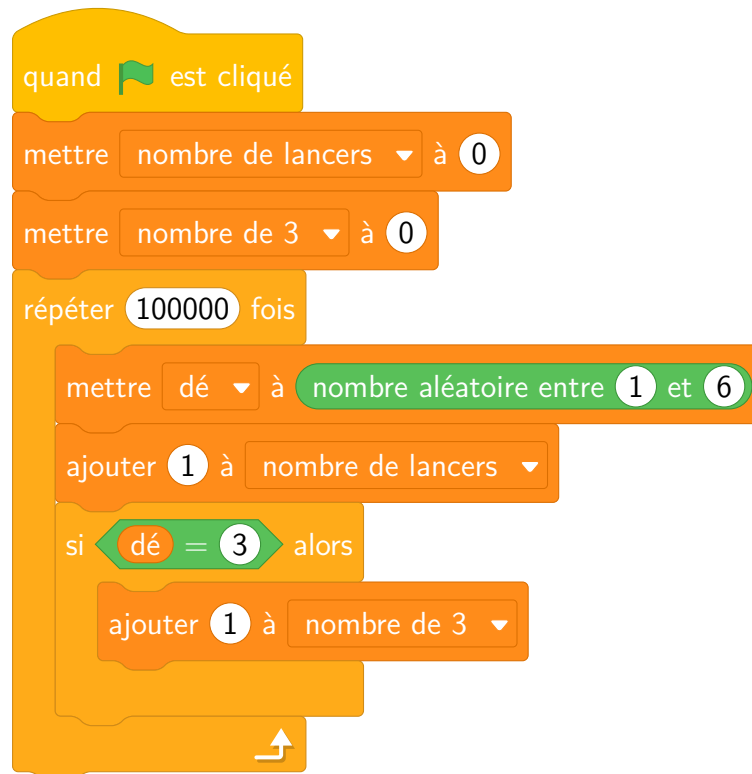 quand est cliqué
mettre nombre de lancers à 0
mettre nombre de 3 à 0
répéter 100000 fois
mettre dé à nombre aléatoire entre 1 et 6
ajouter 1 à nombre de lancers
si dé = 3 alors
ajouter 1 à nombre de 3